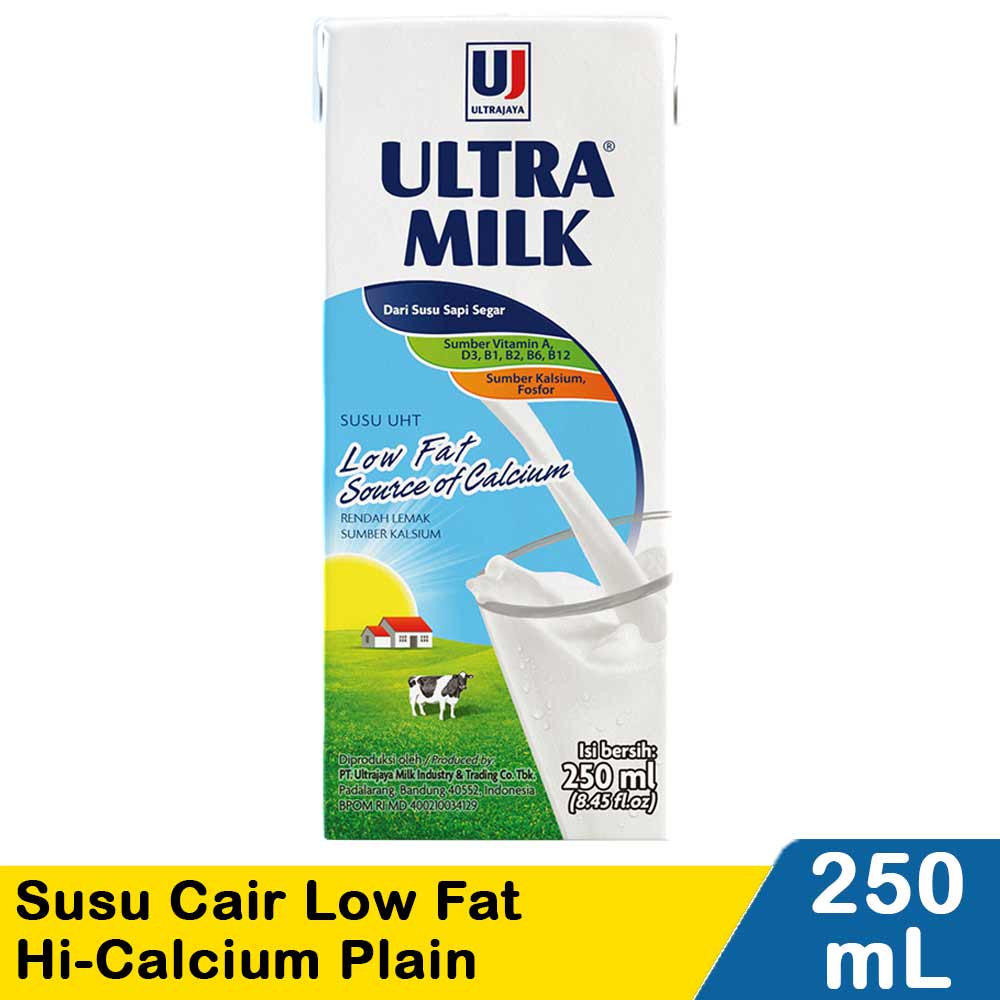 UJ
ULTRAJAYA
ULTRA®
MILK
Dari Susu Sapi Segar
Sumber Vitamin A,
D3, B1, B2, B6, B12
Sumber Kalsium,
Fosfor
SUSU UHT
Low Fat
Source of Calcium
RENDAH LEMAK
SUMBER KALSIUM
Diproduksi oleh / Produced by:
PT. Ultrajaya Milk Industry & Trading Co. Tbk.
Padalarang, Bandung 40552, Indonesia
BPOM RI MD 400210034129
Isi bersih:
250 ml
(8.45 fl.oz)
Susu Cair Low Fat
Hi-Calcium Plain
250
mL